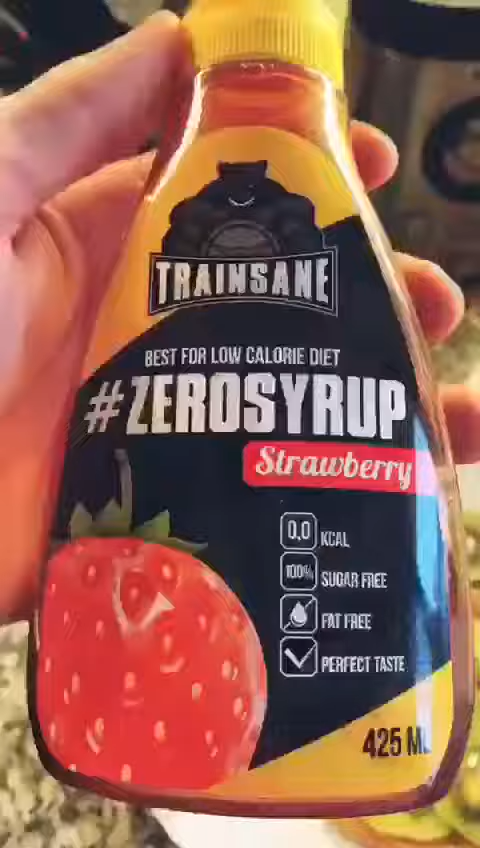 TRAINSANE
BEST FOR LOW CALORIE DIET
#ZEROSYRUP
Strawberry
0,0 KCAL
100% SUGAR FREE
FAT FREE
PERFECT TASTE
425 ML